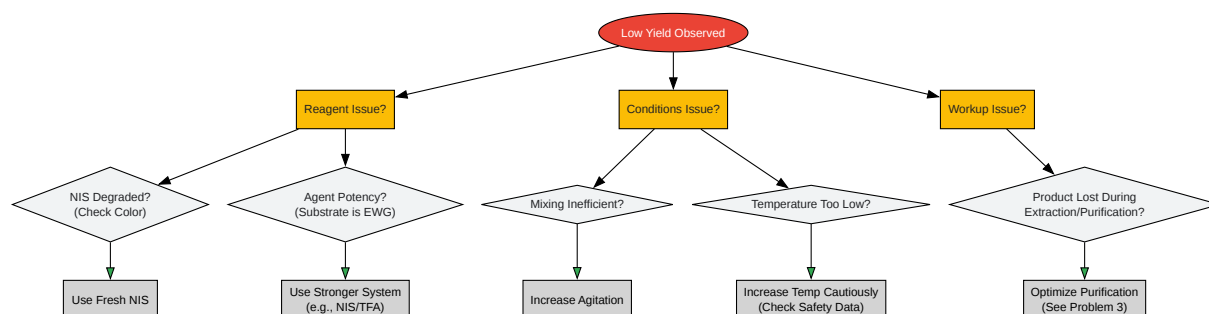 Low Yield Observed
Reagent Issue?
Conditions Issue?
Workup Issue?
NIS Degraded?
(Check Color)
Agent Potency?
(Substrate is EWG)
Mixing Inefficient?
Temperature Too Low?
Product Lost During
Extraction/Purification?
Use Fresh NIS
Use Stronger System
(e.g., NIS/TFA)
Increase Agitation
Increase Temp Cautiously
(Check Safety Data)
Optimize Purification
(See Problem 3)